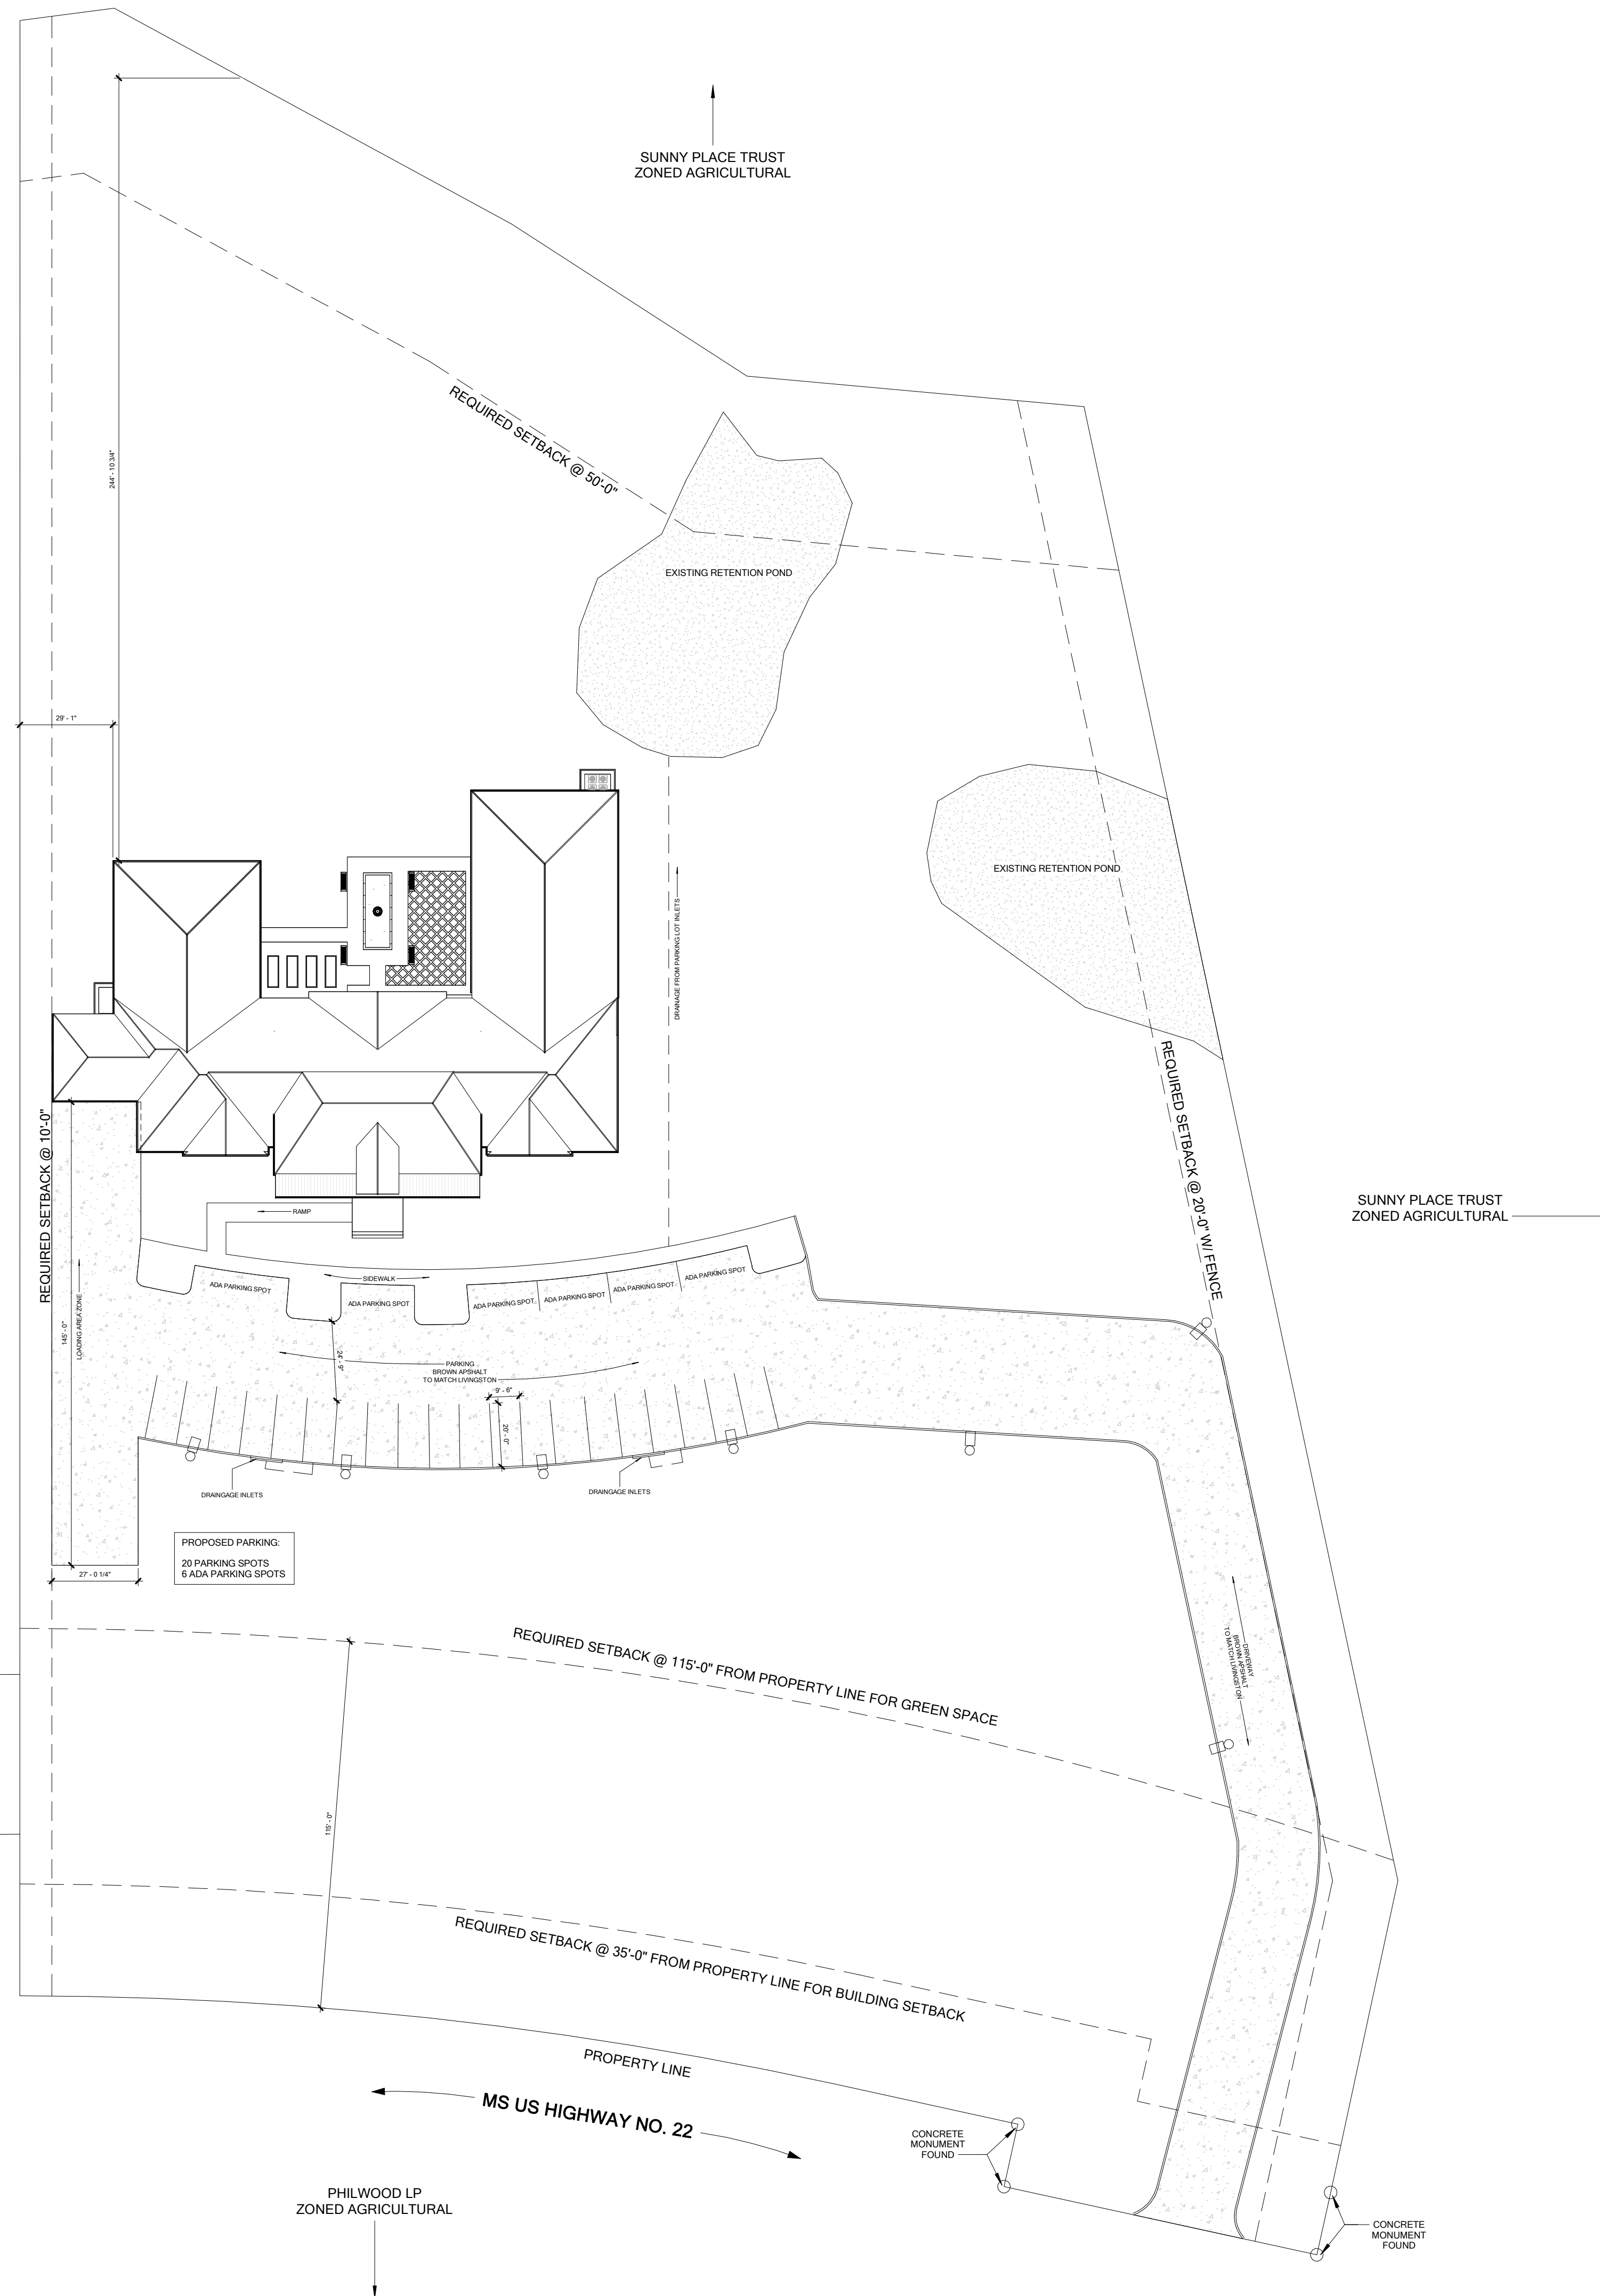 SUNNY PLACE TRUST
ZONED AGRICULTURAL
REQUIRED SETBACK @ 50'-0"
244' - 10 3/4"
EXISTING RETENTION POND
29' - 1"
EXISTING RETENTION POND
DRAINAGE FROM PARKING LOT INLETS
REQUIRED SETBACK @ 10'-0"
REQUIRED SETBACK @ 20'-0" W/ FENCE
SUNNY PLACE TRUST
ZONED AGRICULTURAL
RAMP
SIDEWALK
ADA PARKING SPOT
ADA PARKING SPOT
ADA PARKING SPOT
ADA PARKING SPOT
ADA PARKING SPOT
ADA PARKING SPOT
LOADING AREA ZONE
145' - 0"
24' - 9"
PARKING
BROWN APSHALT
TO MATCH LIVINGSTON
9' - 6"
20' - 0"
DRAINGAGE INLETS
DRAINGAGE INLETS
PROPOSED PARKING:
20 PARKING SPOTS
6 ADA PARKING SPOTS
27' - 0 1/4"
DRIVEWAY
BROWN APSHALT
TO MATCH LIVINGSTON
REQUIRED SETBACK @ 115'-0" FROM PROPERTY LINE FOR GREEN SPACE
115' - 0"
REQUIRED SETBACK @ 35'-0" FROM PROPERTY LINE FOR BUILDING SETBACK
PROPERTY LINE
MS US HIGHWAY NO. 22
CONCRETE
MONUMENT
FOUND
PHILWOOD LP
ZONED AGRICULTURAL
CONCRETE
MONUMENT
FOUND